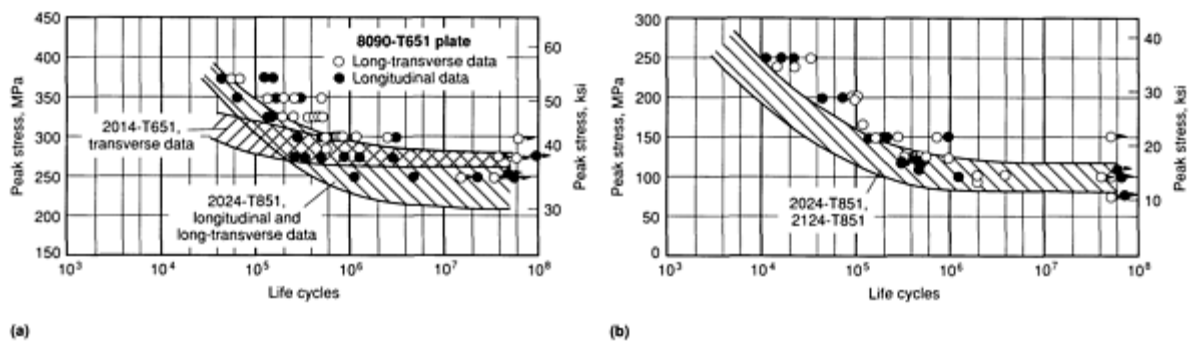 450
400
350
300
250
200
150
Peak stress, MPa
8090-T651 plate
Long-transverse data
Longitudinal data
2014-T651,
transverse data
2024-T851,
longitudinal and
long-transverse data
60
50
40
30
Peak stress, ksi
10³ 10⁴ 10⁵ 10⁶ 10⁷ 10⁸
Life cycles
(a)
300
250
200
150
100
50
0
Peak stress, MPa
2024-T851,
2124-T851
40
30
20
10
Peak stress, ksi
10³ 10⁴ 10⁵ 10⁶ 10⁷ 10⁸
Life cycles
(b)